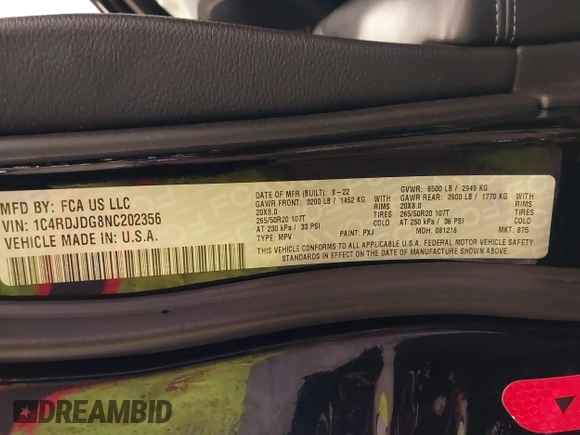 MFD BY: FCA US LLC
VIN: 1C4RDJDG8NC202356
VEHICLE MADE IN: U.S.A.
DATE OF MFR (BUILT): 8-22
GVWR: 6500 LB / 2949 KG
GAWR FRONT: 3200 LB / 1452 KG WITH
GAWR REAR: 3900 LB / 1770 KG WITH
20X8.0 RIMS
20X8.0 RIMS
265/50R20 107T TIRES
265/50R20 107T TIRES
AT 230 kPa / 33 PSI COLD
AT 250 kPa / 36 PSI COLD
TYPE: MPV PAINT: PXJ MDH: 081216 MKT: 875
THIS VEHICLE CONFORMS TO ALL APPLICABLE U.S.A. FEDERAL MOTOR VEHICLE SAFETY
STANDARDS IN EFFECT ON THE DATE OF MANUFACTURE SHOWN ABOVE.
DREAMBID